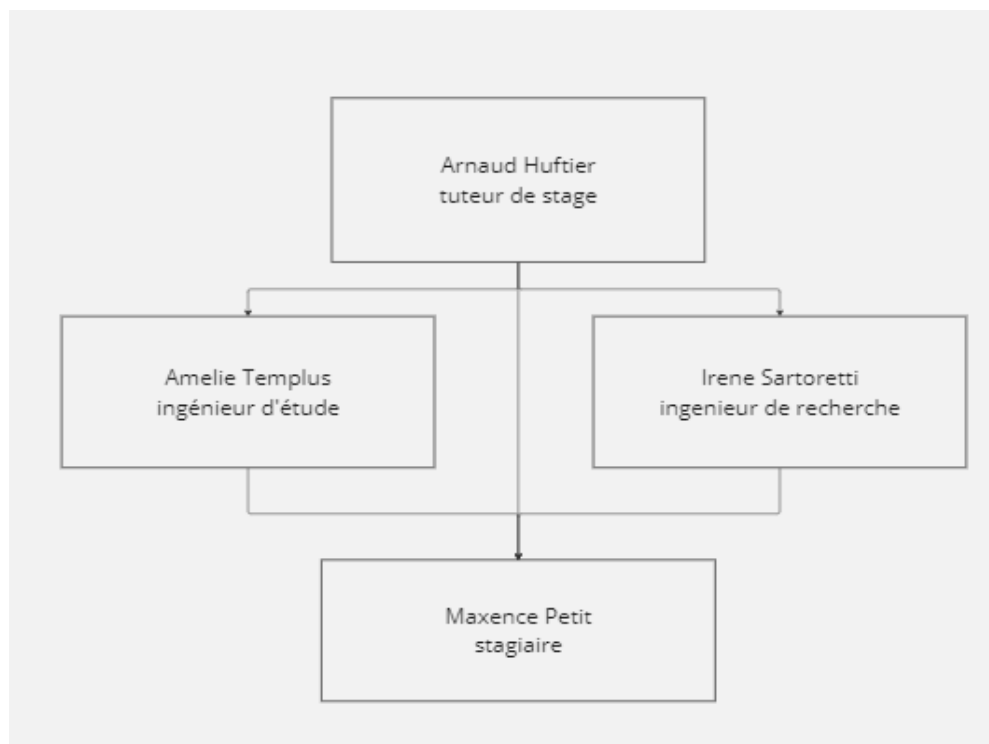 Arnaud Huftier
tuteur de stage
Amelie Templus
ingénieur d'étude
Irene Sartoretti
ingenieur de recherche
Maxence Petit
stagiaire